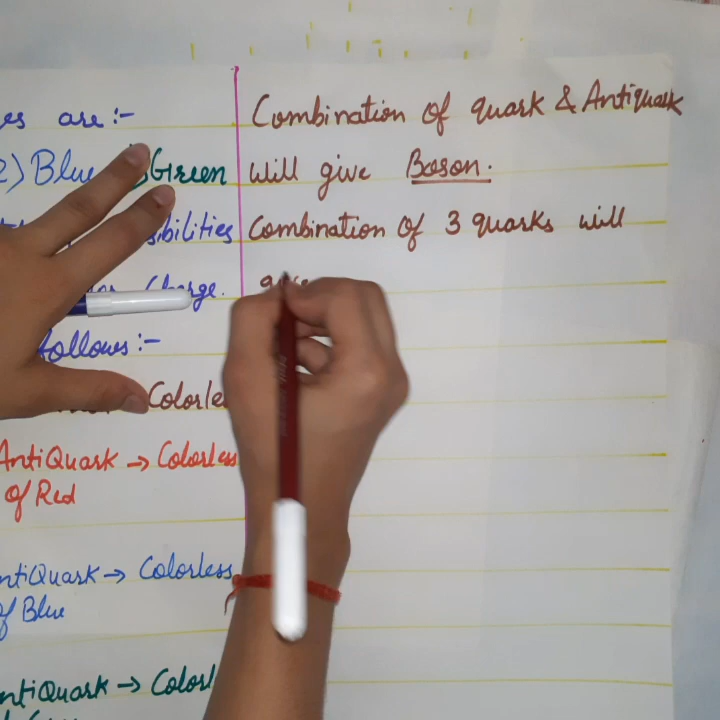 es are:-
2) Blue Green
sibilities
Charge.
follows:-
Colorle
AntiQuark → Colorless
of Red
ntiQuark → Colorless
of Blue
ntiQuark → Colorl
Combination of quark & Antiquark
will give Boson.
Combination of 3 quarks will